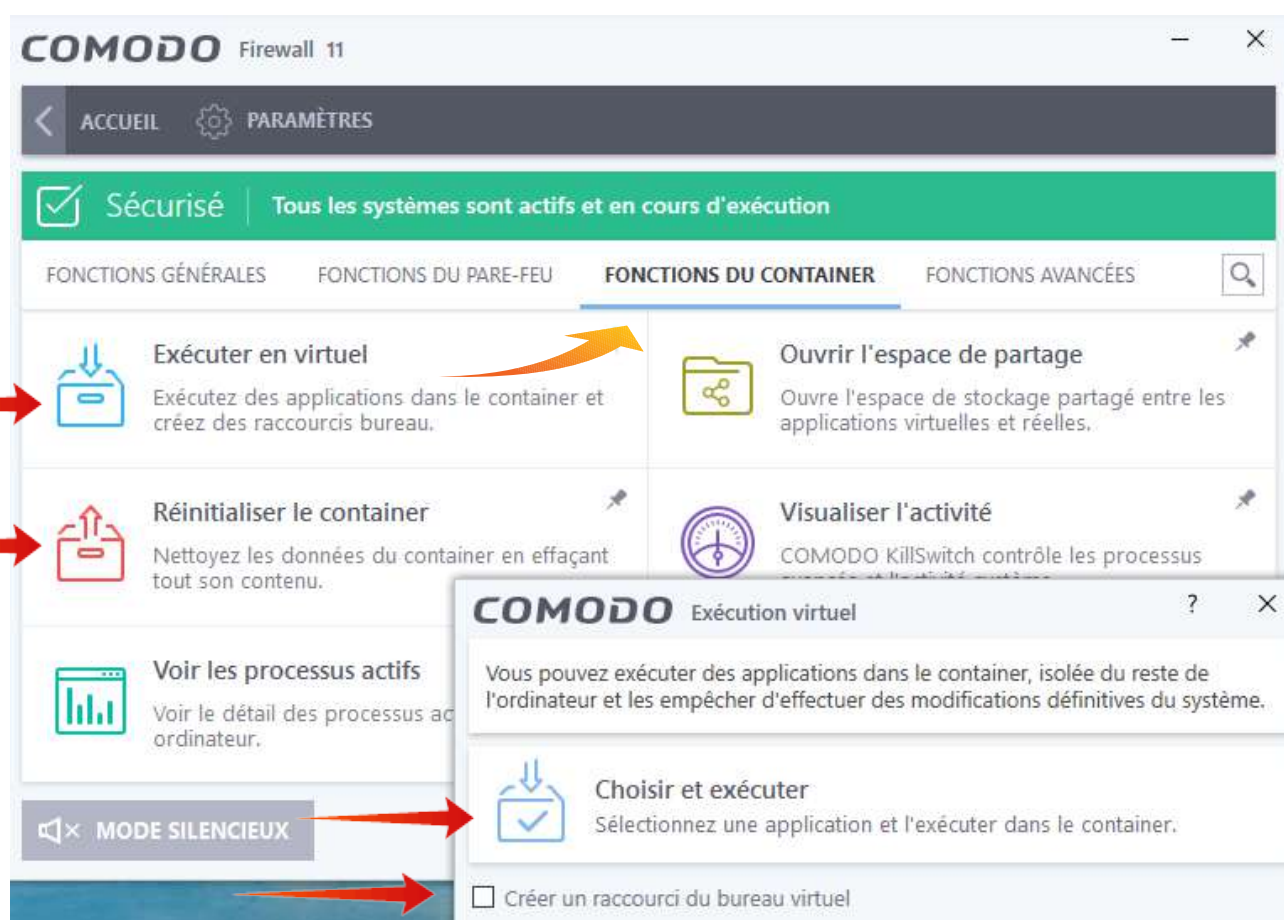 COMODO Firewall 11
ACCUEIL PARAMÈTRES
Sécurisé Tous les systèmes sont actifs et en cours d'exécution
FONCTIONS GÉNÉRALES FONCTIONS DU PARE-FEU FONCTIONS DU CONTAINER FONCTIONS AVANCÉES
Exécuter en virtuel
Exécutez des applications dans le container et
créez des raccourcis bureau.
Ouvrir l'espace de partage
Ouvre l'espace de stockage partagé entre les
applications virtuelles et réelles.
Réinitialiser le container
Nettoyez les données du container en effaçant
tout son contenu.
Visualiser l'activité
COMODO KillSwitch contrôle les processus
Voir les processus actifs
Voir le détail des processus
ordinateur.
MODE SILENCIEUX
COMODO Exécution virtuel ?
Vous pouvez exécuter des applications dans le container, isolée du reste de
l'ordinateur et les empêcher d'effectuer des modifications définitives du système.
Choisir et exécuter
Sélectionnez une application et l'exécuter dans le container.
Créer un raccourci du bureau virtuel